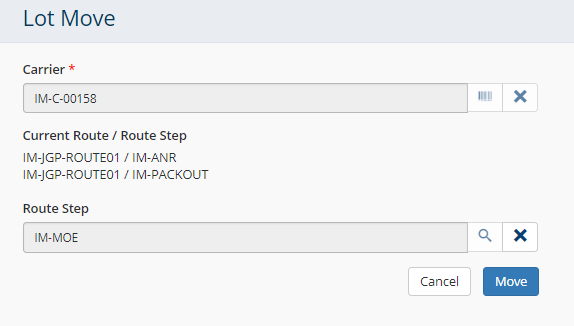 Lot Move
Carrier *
IM-C-00158
Current Route / Route Step
IM-JGP-ROUTE01 / IM-ANR
IM-JGP-ROUTE01 / IM-PACKOUT
Route Step
IM-MOE
Cancel Move